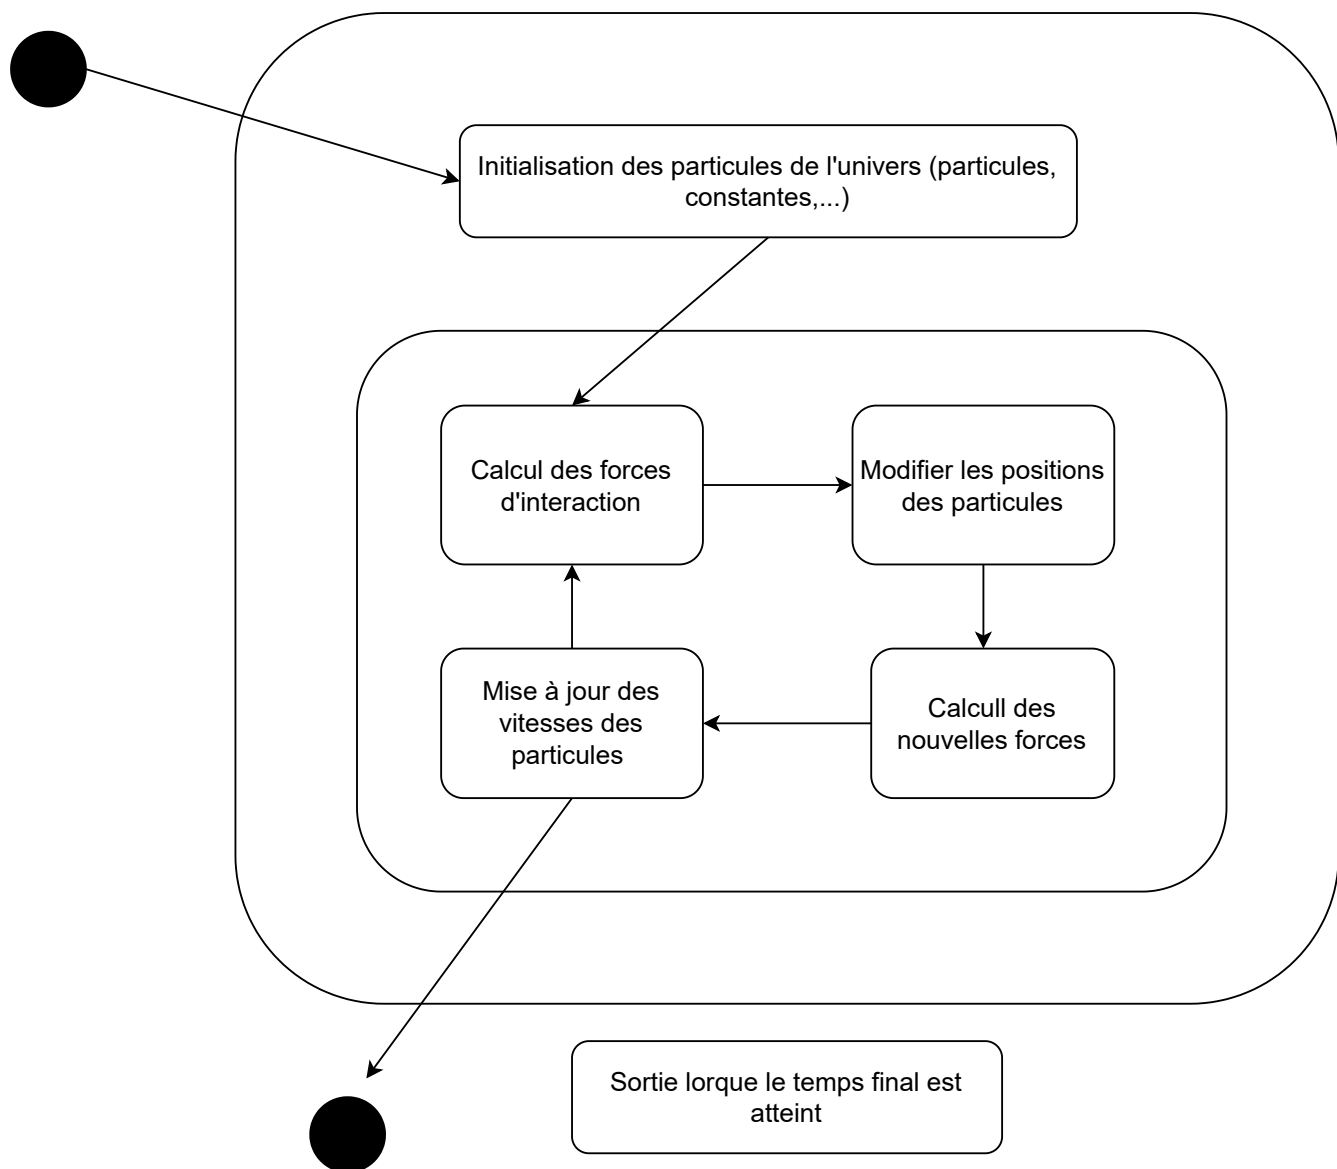 Initialisation des particules de l'univers (particules,
constantes,...)
Calcul des forces
d'interaction
Modifier les positions
des particules
Mise à jour des
vitesses des
particules
Calcull des
nouvelles forces
Sortie lorque le temps final est
atteint